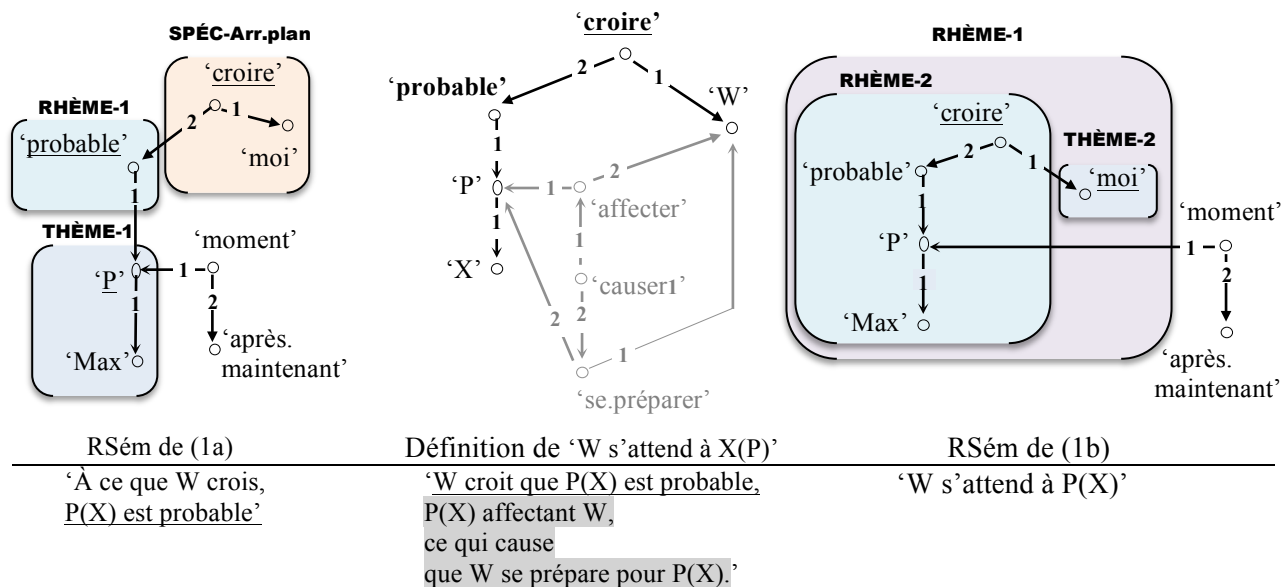 SPÉC-Arr.plan
‘croire’
RHÈME-1
2
1
‘probable’
‘moi’
1
THÈME-1
‘moment’
‘P’
1
1
2
‘Max’
‘après.
maintenant’
RSém de (1a)
‘À ce que W crois,
P(X) est probable’
‘croire’
2
1
‘probable’
‘W’
1
2
‘P’
1
‘affecter’
1
1
‘X’
‘causer1’
2
2
1
‘se.préparer’
Définition de ‘W s’attend à X(P)’
‘W croit que P(X) est probable,
P(X) affectant W,
ce qui cause
que W se prépare pour P(X).’
RHÈME-1
RHÈME-2
‘croire’
THÈME-2
2
1
‘probable’
‘moi’
1
‘moment’
‘P’
1
1
2
‘Max’
‘après.
maintenant’
RSém de (1b)
‘W s’attend à P(X)’